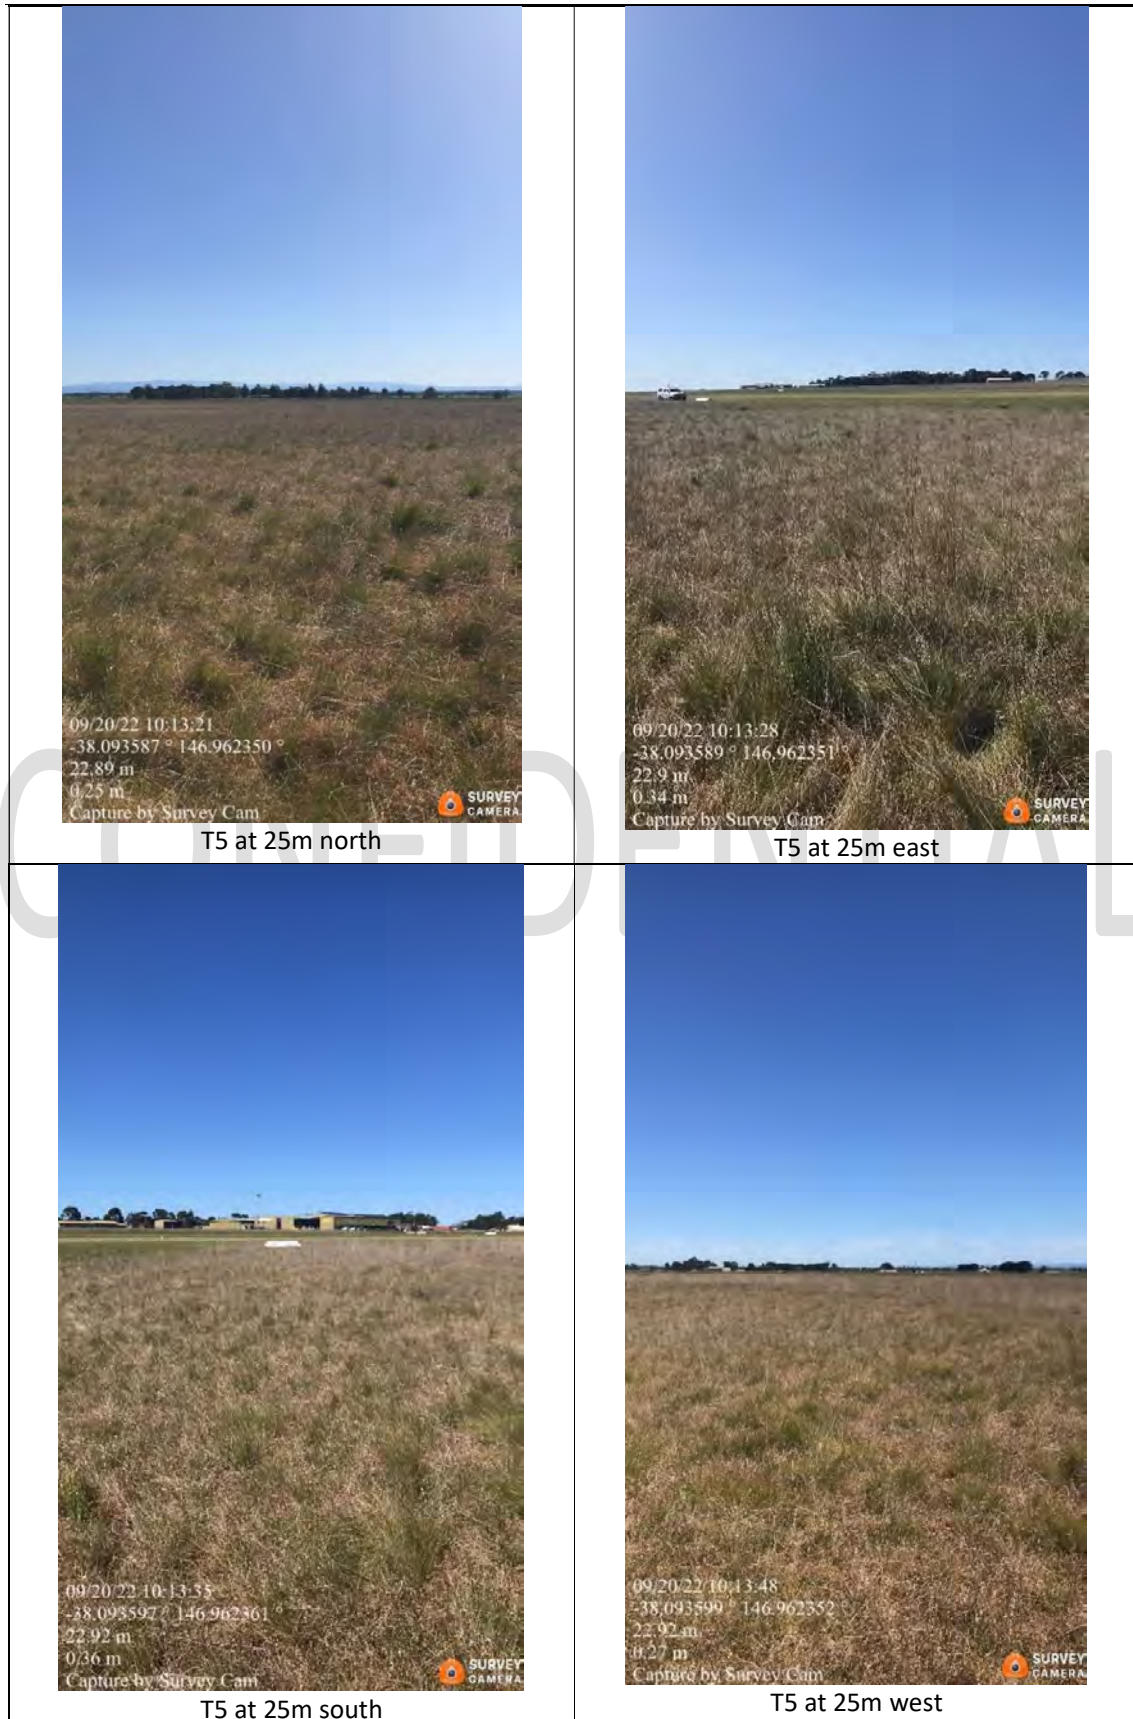 09/20/22 10:13:21
-38.093587 ° 146.962350 °
22.89 m
0.25 m
Capture by Survey Cam
SURVEY
CAMERA
T5 at 25m north
09/20/22 10:13:28
-38.093589 ° 146.962351 °
22.9 m
0.34 m
Capture by Survey Cam
SURVEY
CAMERA
T5 at 25m east
CONFIDENTIAL
09/20/22 10:13:35
-38.093597 ° 146.962361 °
22.92 m
0.36 m
Capture by Survey Cam
SURVEY
CAMERA
T5 at 25m south
09/20/22 10:13:48
-38.093599 ° 146.962352 °
22.92 m
0.27 m
Capture by Survey Cam
SURVEY
CAMERA
T5 at 25m west